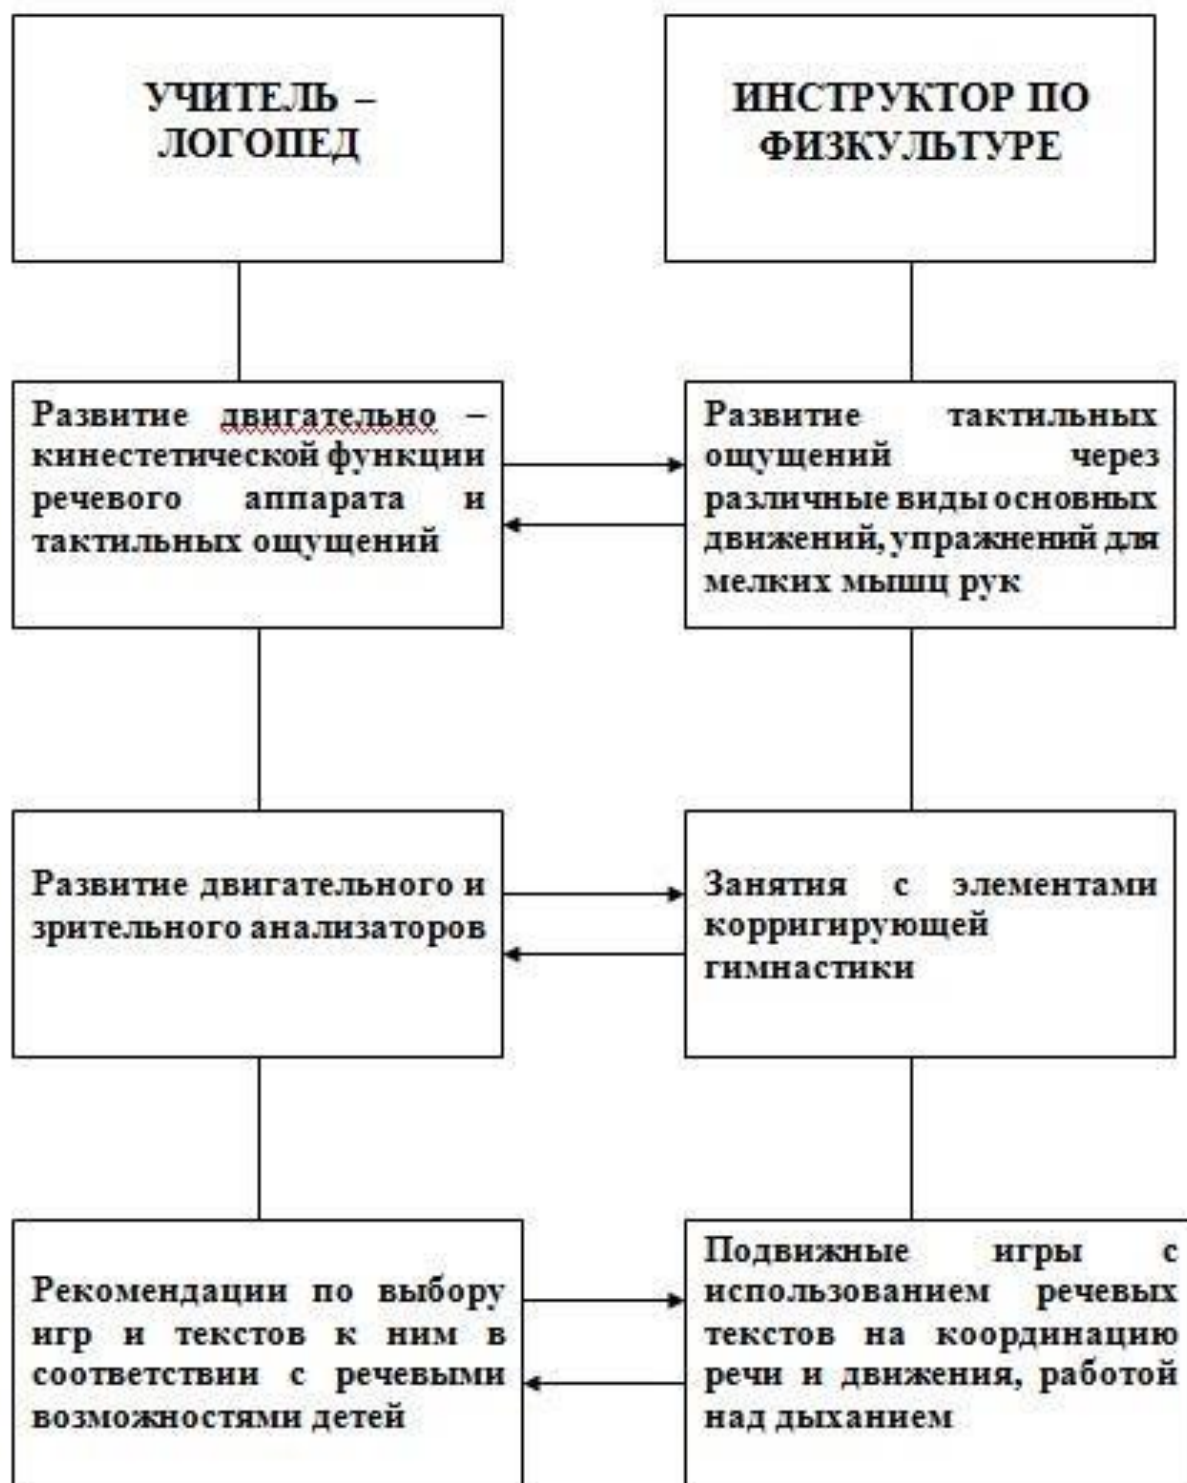 УЧИТЕЛЬ –
ЛОГОПЕД
ИНСТРУКТОР ПО
ФИЗКУЛЬТУРЕ
Развитие двигательно –
кинестетической функции
речевого аппарата и
тактильных ощущений
Развитие тактильных
ощущений через
различные виды основных
движений, упражнений для
мелких мышц рук
Развитие двигательного и
зрительного анализаторов
Занятия с элементами
корригирующей
гимнастики
Рекомендации по выбору
игр и текстов к ним в
соответствии с речевыми
возможностями детей
Подвижные игры с
использованием речевых
текстов на координацию
речи и движения, работой
над дыханием